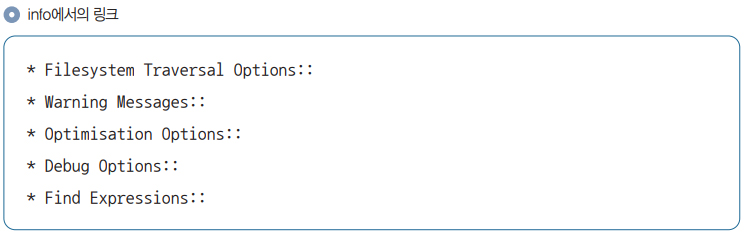 info에서의 링크
* Filesystem Traversal Options::
* Warning Messages::
* Optimisation Options::
* Debug Options::
* Find Expressions::